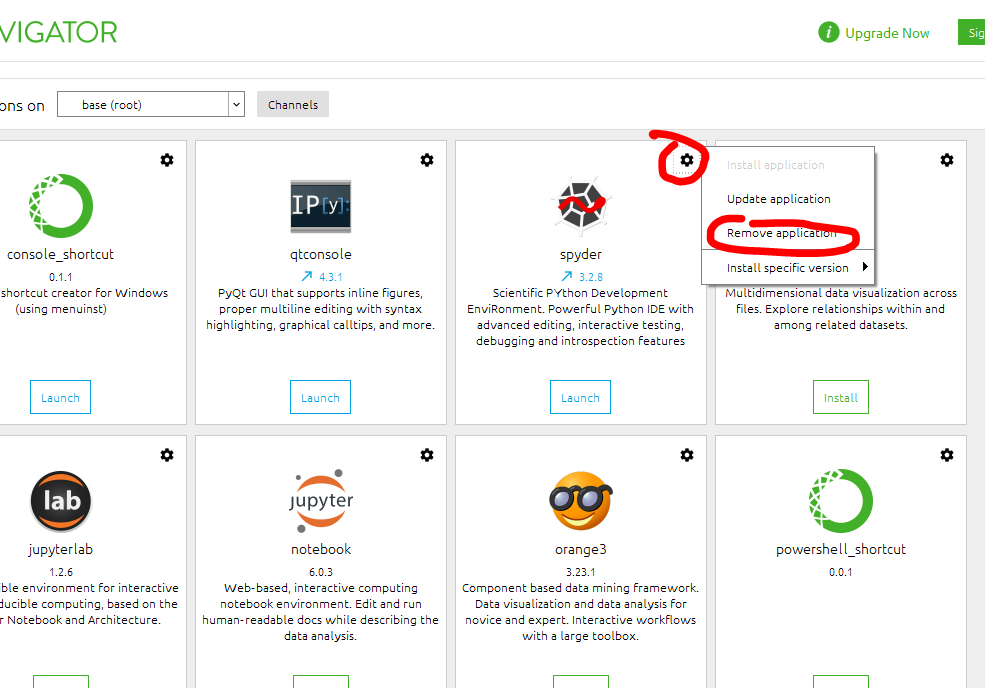 VIGATOR
i Upgrade Now
Sig
ons on
base (root)
Channels
console_shortcut
0.1.1
shortcut creator for Windows
(using menuinst)
Launch
IP[y]:
qtconsole
4.3.1
PyQt GUI that supports inline figures,
proper multiline editing with syntax
highlighting, graphical calltips, and more.
Launch
spyder
3.2.8
Scientific PYthon Development
EnviRonment. Powerful Python IDE with
advanced editing, interactive testing,
debugging and introspection features
Launch
Install application
Update application
Remove application
Install specific version
Multidimensional data visualization across
files. Explore relationships within and
among related datasets.
Install
lab
jupyterlab
1.2.6
ible environment for interactive
ducible computing, based on the
r Notebook and Architecture.
jupyter
notebook
6.0.3
Web-based, interactive computing
notebook environment. Edit and run
human-readable docs while describing the
data analysis.
orange3
3.23.1
Component based data mining framework.
Data visualization and data analysis for
novice and expert. Interactive workflows
with a large toolbox.
powershell_shortcut
0.0.1